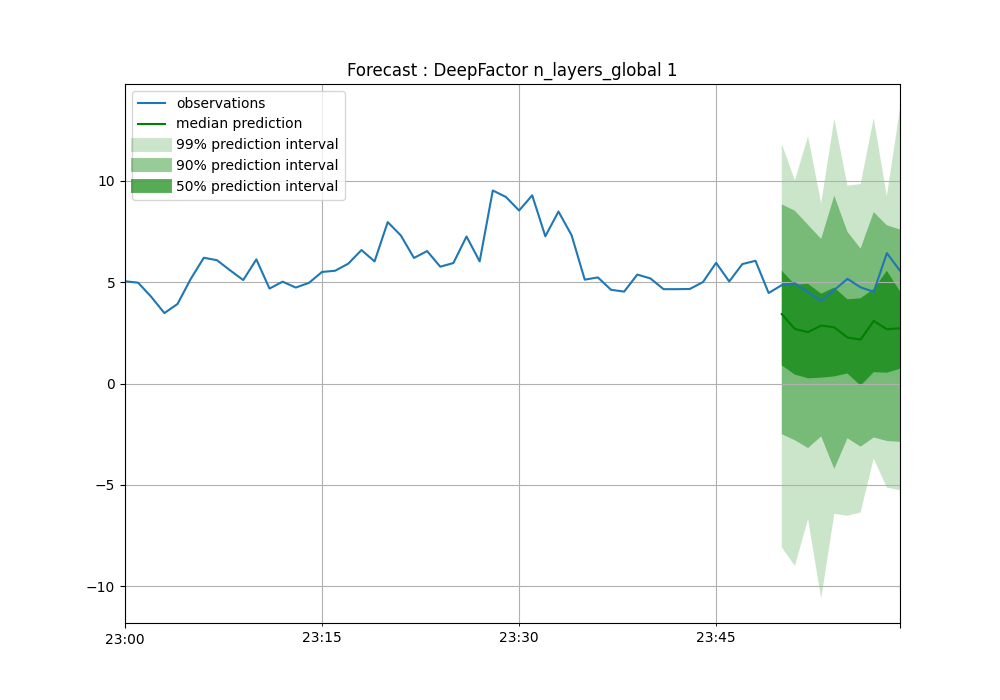 Forecast : DeepFactor n_layers_global 1
observations
median prediction
99% prediction interval
90% prediction interval
50% prediction interval
10
5
0
−5
−10
23:00
23:15
23:30
23:45